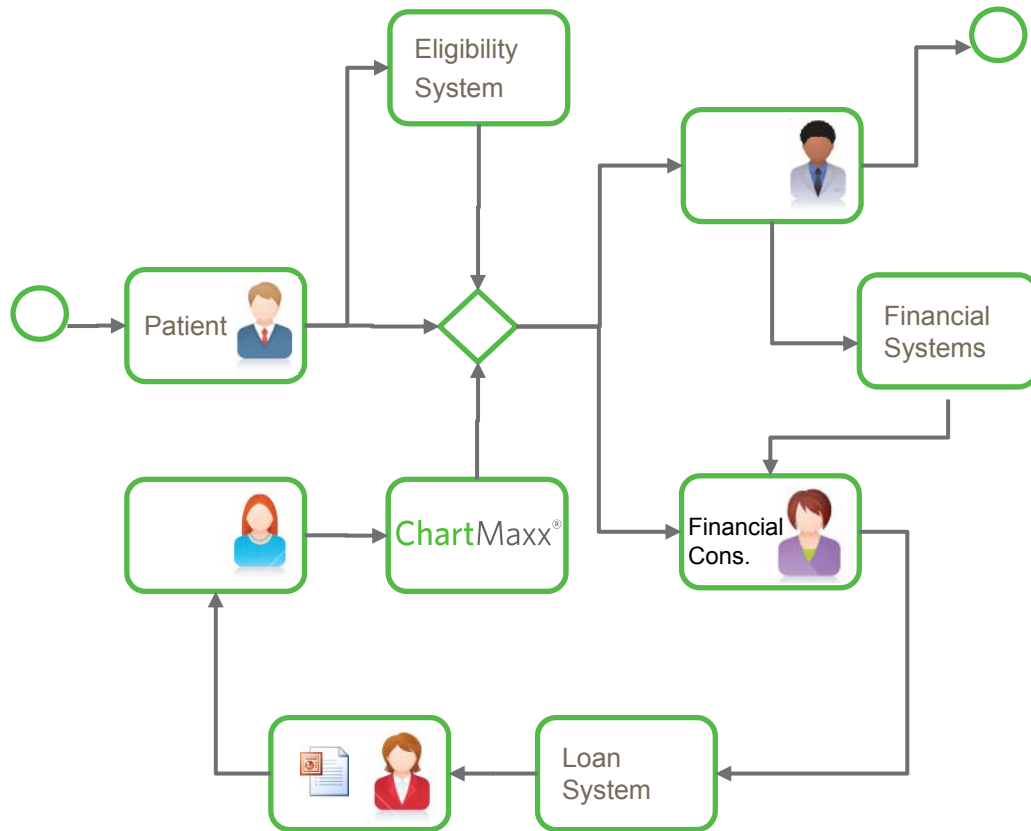 Eligibility
System
Patient
Financial
Systems
ChartMaxx®
Financial
Cons.
Loan
System